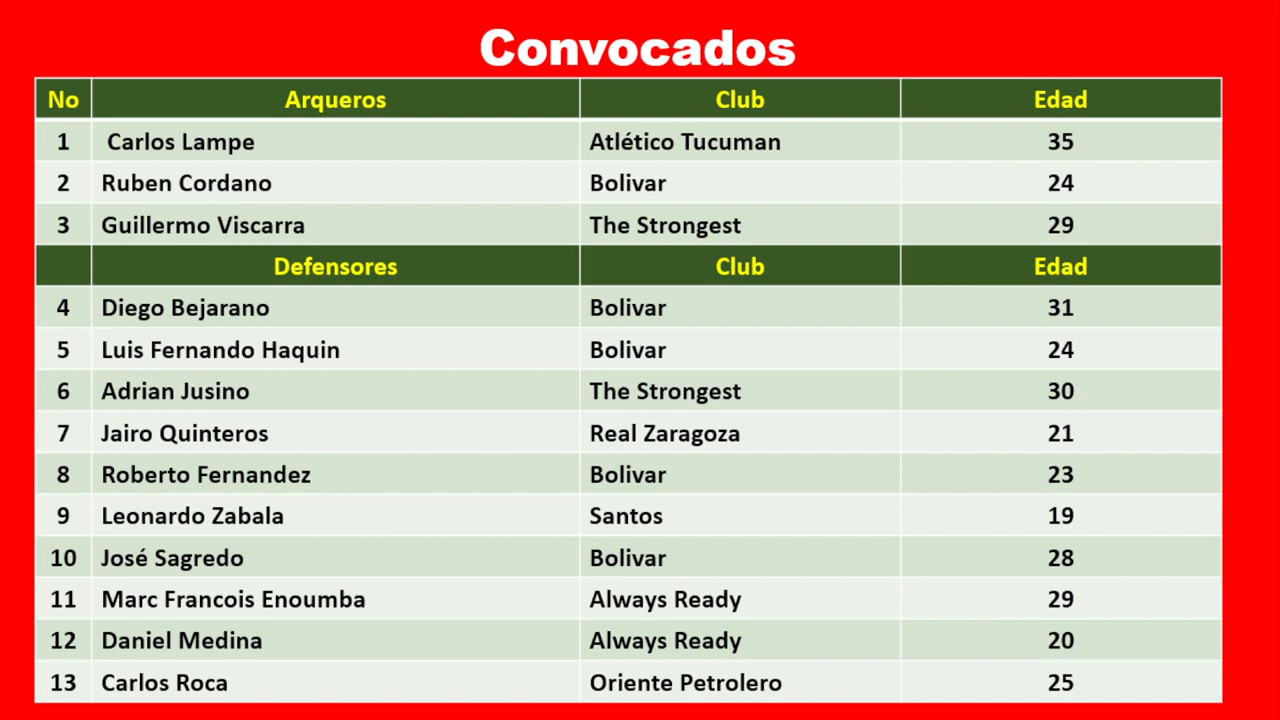 Convocados
No Arqueros Club Edad
1 Carlos Lampe Atlético Tucuman 35
2 Ruben Cordano Bolivar 24
3 Guillermo Viscarra The Strongest 29
Defensores Club Edad
4 Diego Bejarano Bolivar 31
5 Luis Fernando Haquin Bolivar 24
6 Adrian Jusino The Strongest 30
7 Jairo Quinteros Real Zaragoza 21
8 Roberto Fernandez Bolivar 23
9 Leonardo Zabala Santos 19
10 José Sagredo Bolivar 28
11 Marc Francois Enoumba Always Ready 29
12 Daniel Medina Always Ready 20
13 Carlos Roca Oriente Petrolero 25